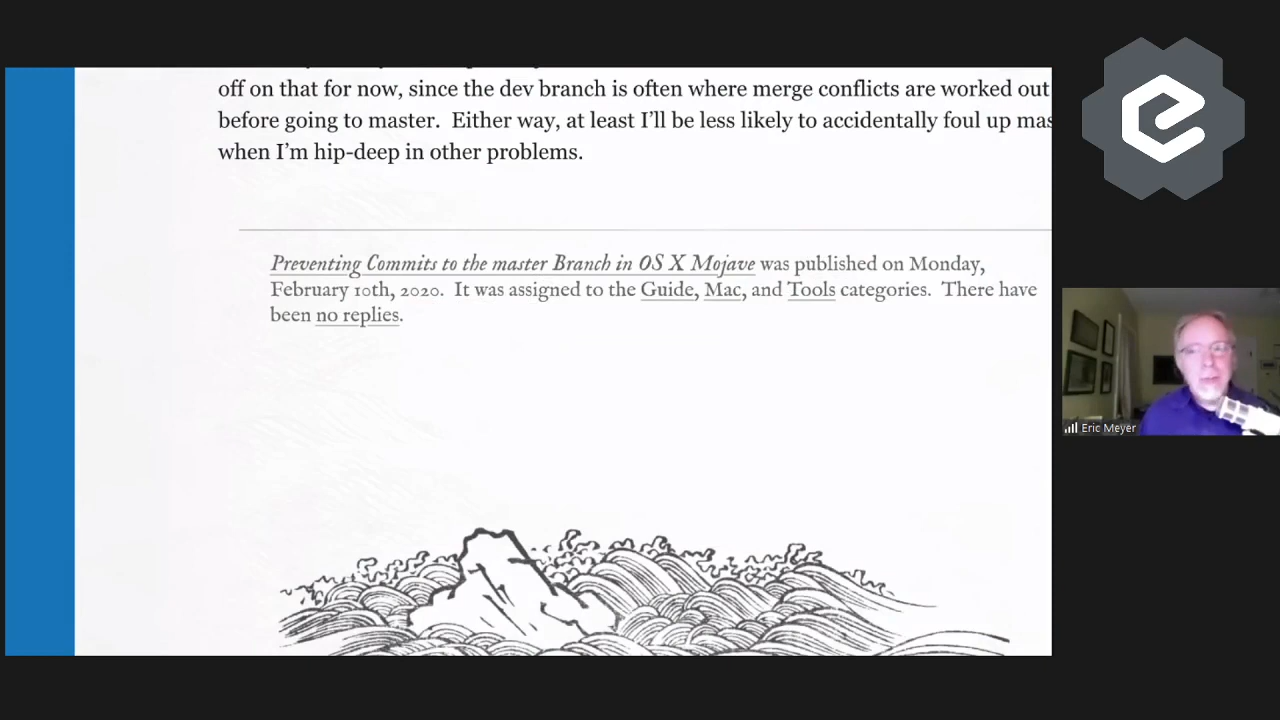 off on that for now, since the dev branch is often where merge conflicts are worked out
before going to master.  Either way, at least I’ll be less likely to accidentally foul up mas
when I’m hip-deep in other problems.
Preventing Commits to the master Branch in OS X Mojave was published on Monday,
February 10th, 2020.  It was assigned to the Guide, Mac, and Tools categories.  There have
been no replies.
Eric Meyer